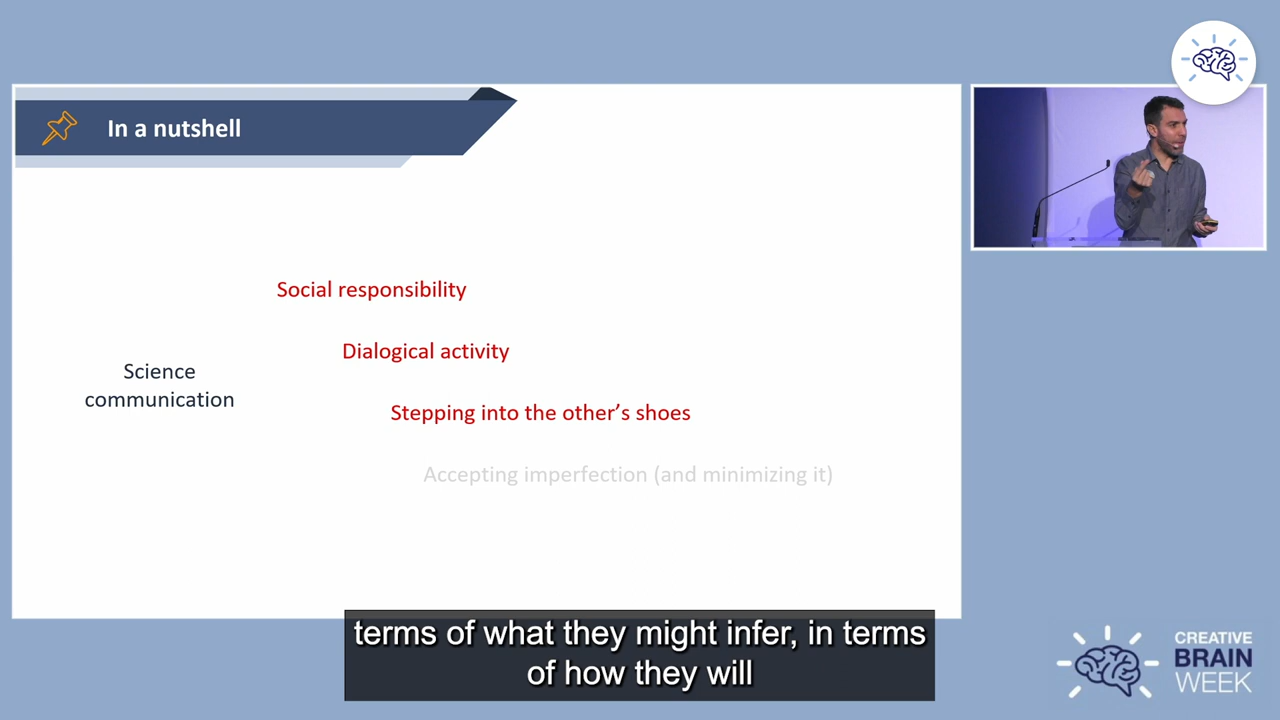 In a nutshell
Social responsibility
Dialogical activity
Science
communication
Stepping into the other’s shoes
Accepting imperfection (and minimizing it)
terms of what they might infer, in terms
of how they will
CREATIVE
BRAIN
WEEK